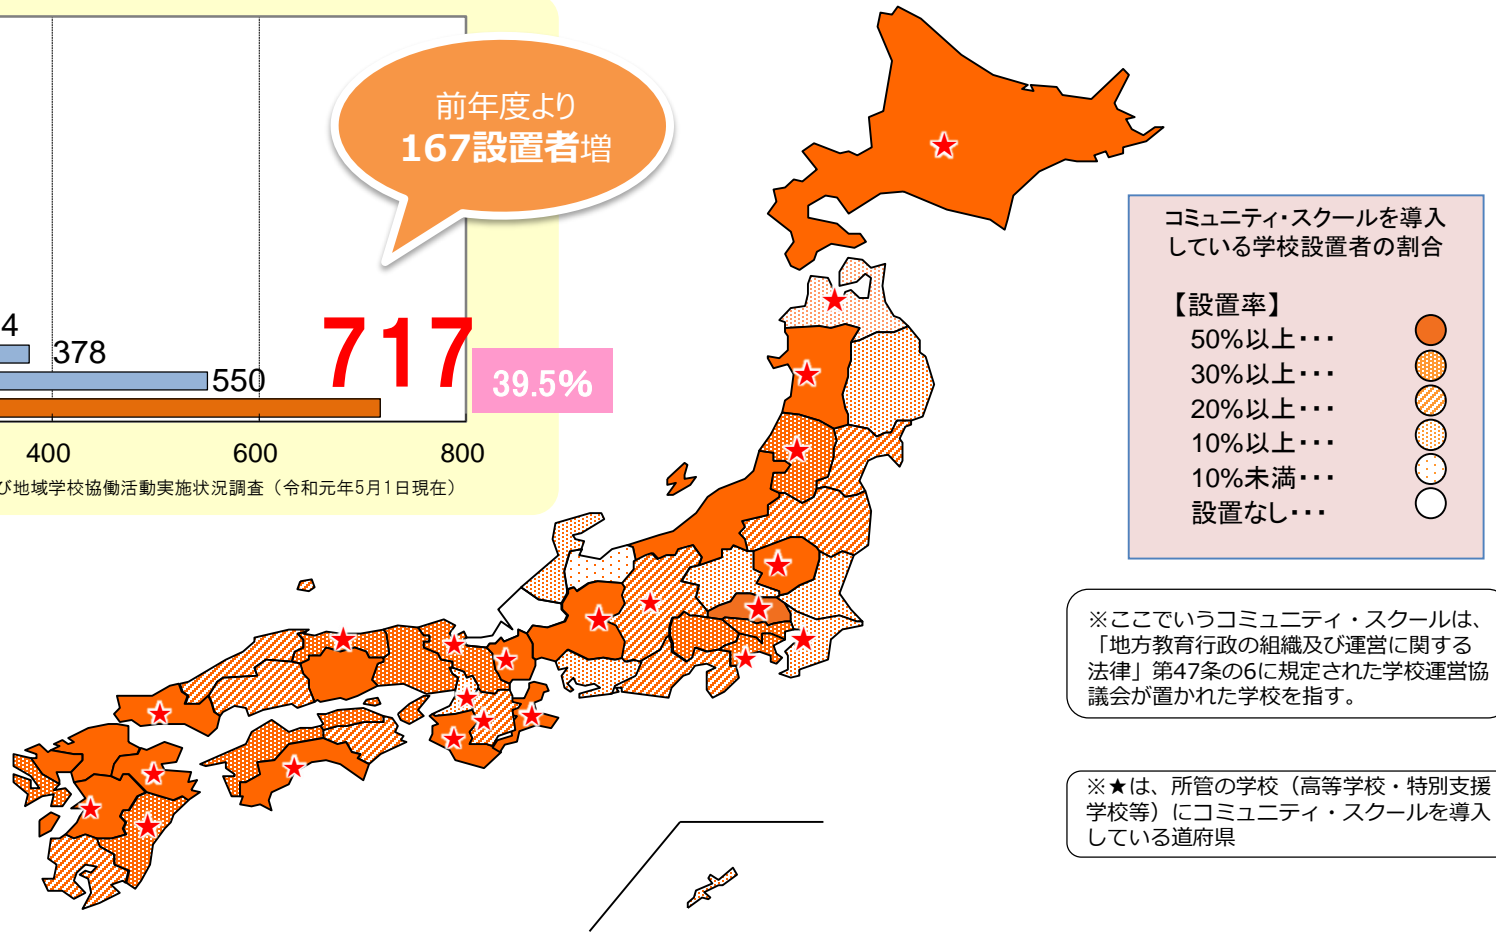 前年度より
167設置者増
4
378
550
717
39.5%
400
600
800
び地域学校協働活動実施状況調査（令和元年5月1日現在）
コミュニティ・スクールを導入
している学校設置者の割合
【設置率】
50%以上・・・
30%以上・・・
20%以上・・・
10%以上・・・
10%未満・・・
設置なし・・・
※ここでいうコミュニティ・スクールは、
「地方教育行政の組織及び運営に関する
法律」第47条の6に規定された学校運営協
議会が置かれた学校を指す。
※★は、所管の学校（高等学校・特別支援
学校等）にコミュニティ・スクールを導入
している道府県